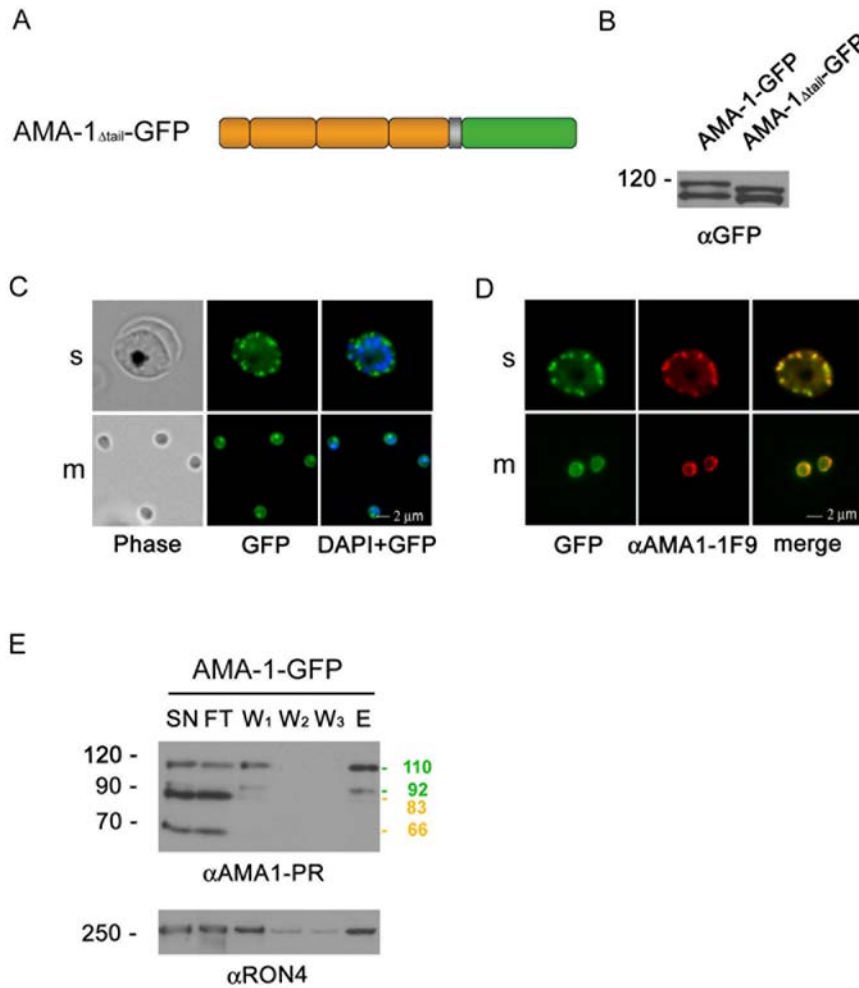 A
AMA-1Δtail-GFP
B
AMA-1-GFP
AMA-1Δtail-GFP
120 -
αGFP
C
s
m
2 μm
Phase GFP DAPI+GFP
D
s
m
2 μm
GFP αAMA1-1F9 merge
E
AMA-1-GFP
SN FT W1 W2 W3 E
120 -
90 -
70 -
- 110
- 92
- 83
- 66
αAMA1-PR
250 -
αRON4